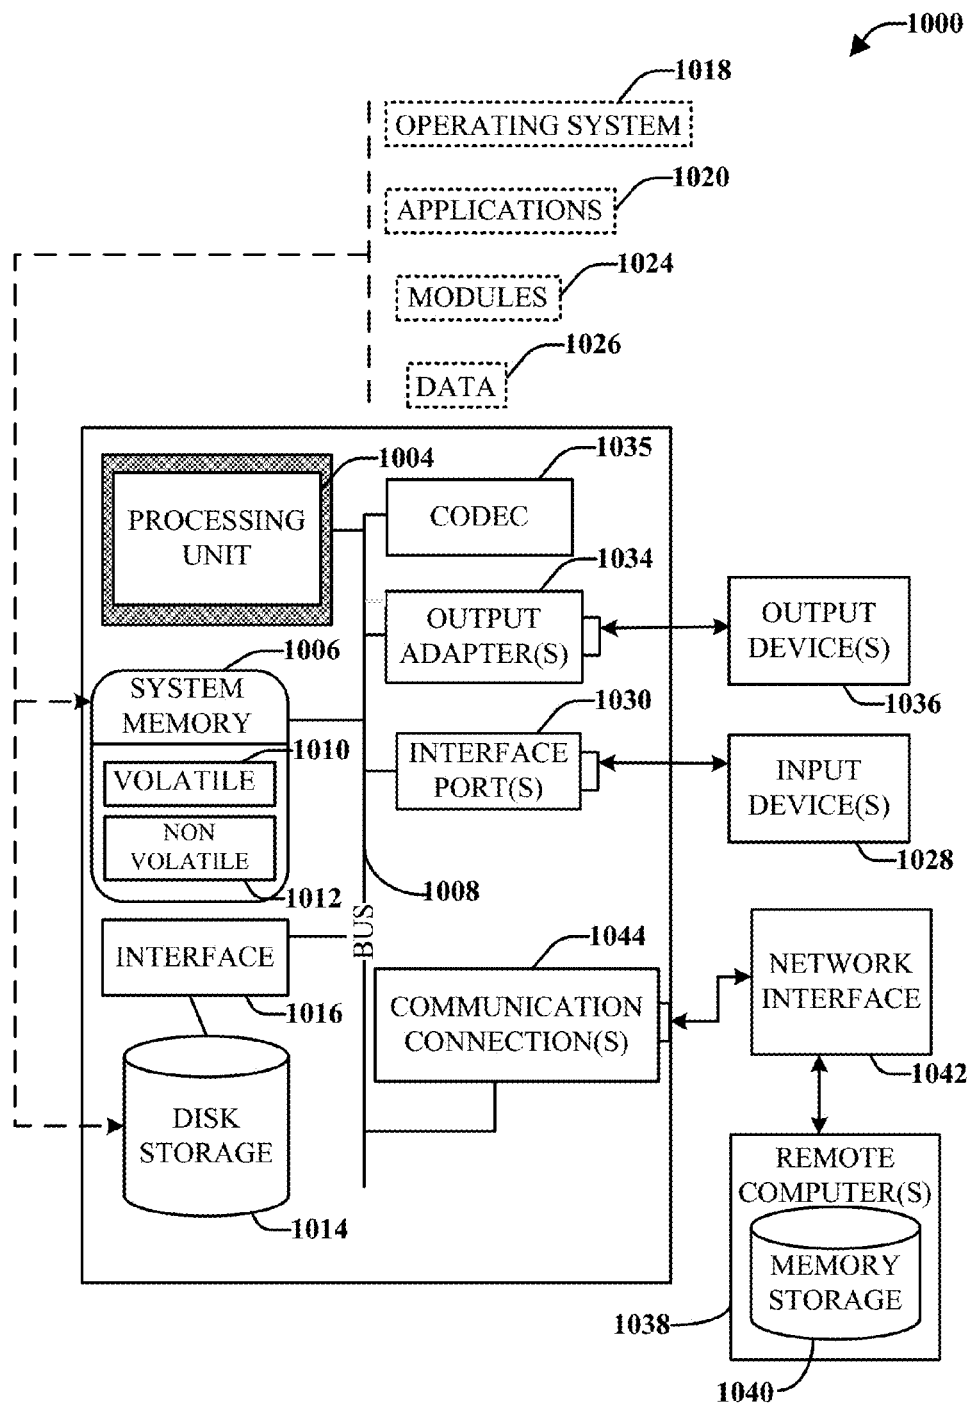 1000
1018
OPERATING SYSTEM
1020
APPLICATIONS
1024
MODULES
1026
DATA
1004
PROCESSING
UNIT
1035
CODEC
1034
OUTPUT
ADAPTER(S)
OUTPUT
DEVICE(S)
1036
1006
SYSTEM
MEMORY
1010
VOLATILE
NON
VOLATILE
1012
1030
INTERFACE
PORT(S)
INPUT
DEVICE(S)
1028
1008
BUS
INTERFACE
1016
1044
COMMUNICATION
CONNECTION(S)
NETWORK
INTERFACE
1042
DISK
STORAGE
1014
REMOTE
COMPUTER(S)
MEMORY
STORAGE
1038
1040